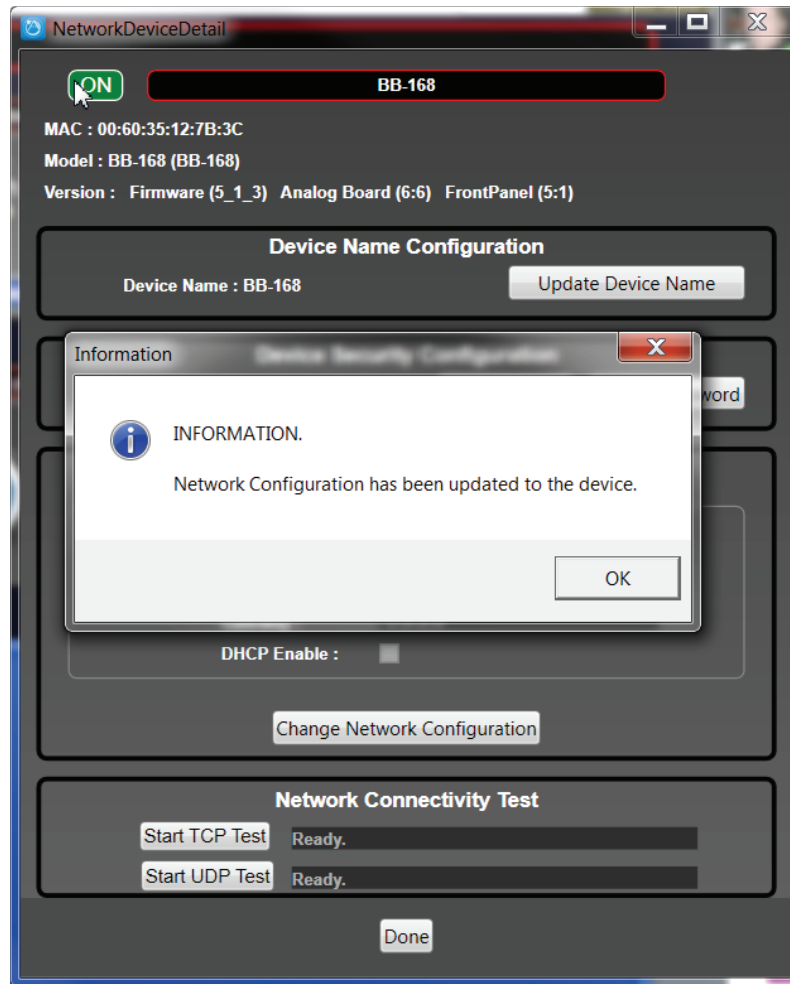 NetworkDeviceDetail
ON
BB-168
MAC : 00:60:35:12:7B:3C
Model : BB-168 (BB-168)
Version : Firmware (5_1_3) Analog Board (6:6) FrontPanel (5:1)
Device Name Configuration
Device Name : BB-168
Update Device Name
Information
Device Security Configuration
word
INFORMATION.
Network Configuration has been updated to the device.
OK
DHCP Enable :
Change Network Configuration
Network Connectivity Test
Start TCP Test
Ready.
Start UDP Test
Ready.
Done